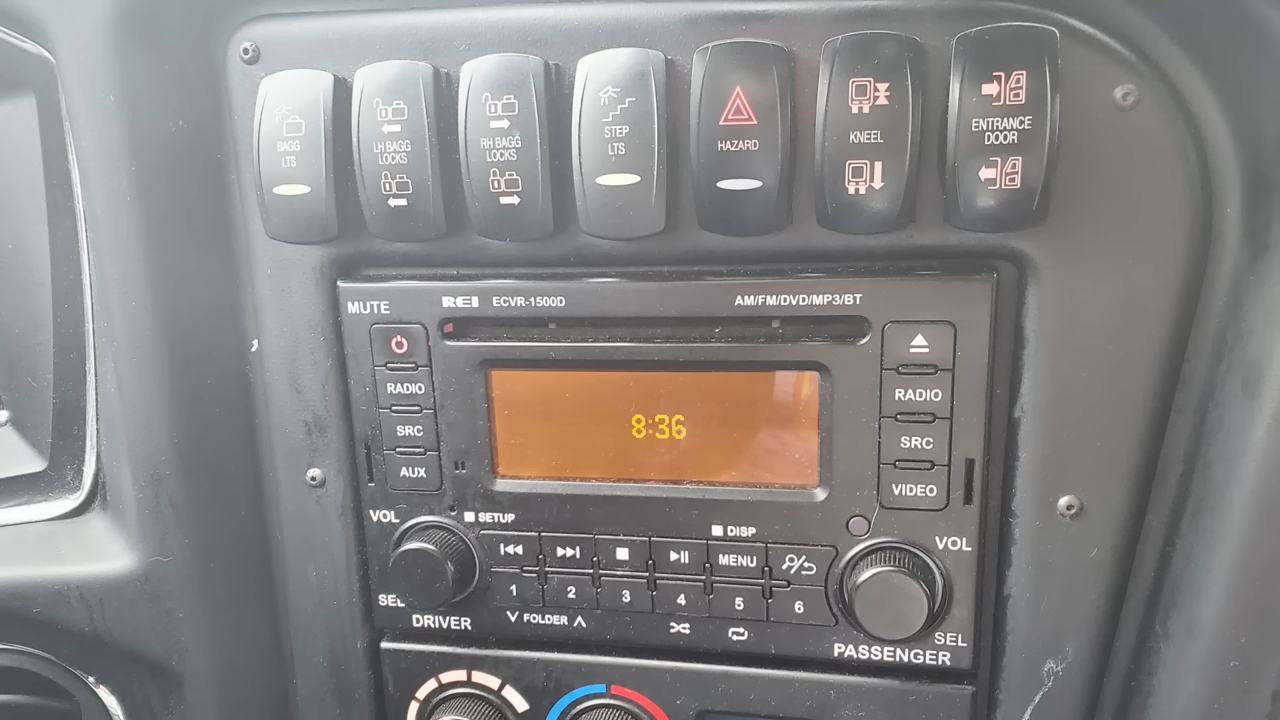 BAGG
LTS
LH BAGG
LOCKS
RH BAGG
LOCKS
STEP
LTS
HAZARD
KNEEL
ENTRANCE
DOOR
MUTE
REI ECVR-1500D
AM/FM/DVD/MP3/BT
RADIO
SRC
AUX
8:36
RADIO
SRC
VIDEO
VOL
SETUP
DISP
VOL
MENU
1 2 3 4 5 6
SEL
DRIVER
FOLDER
SEL
PASSENGER